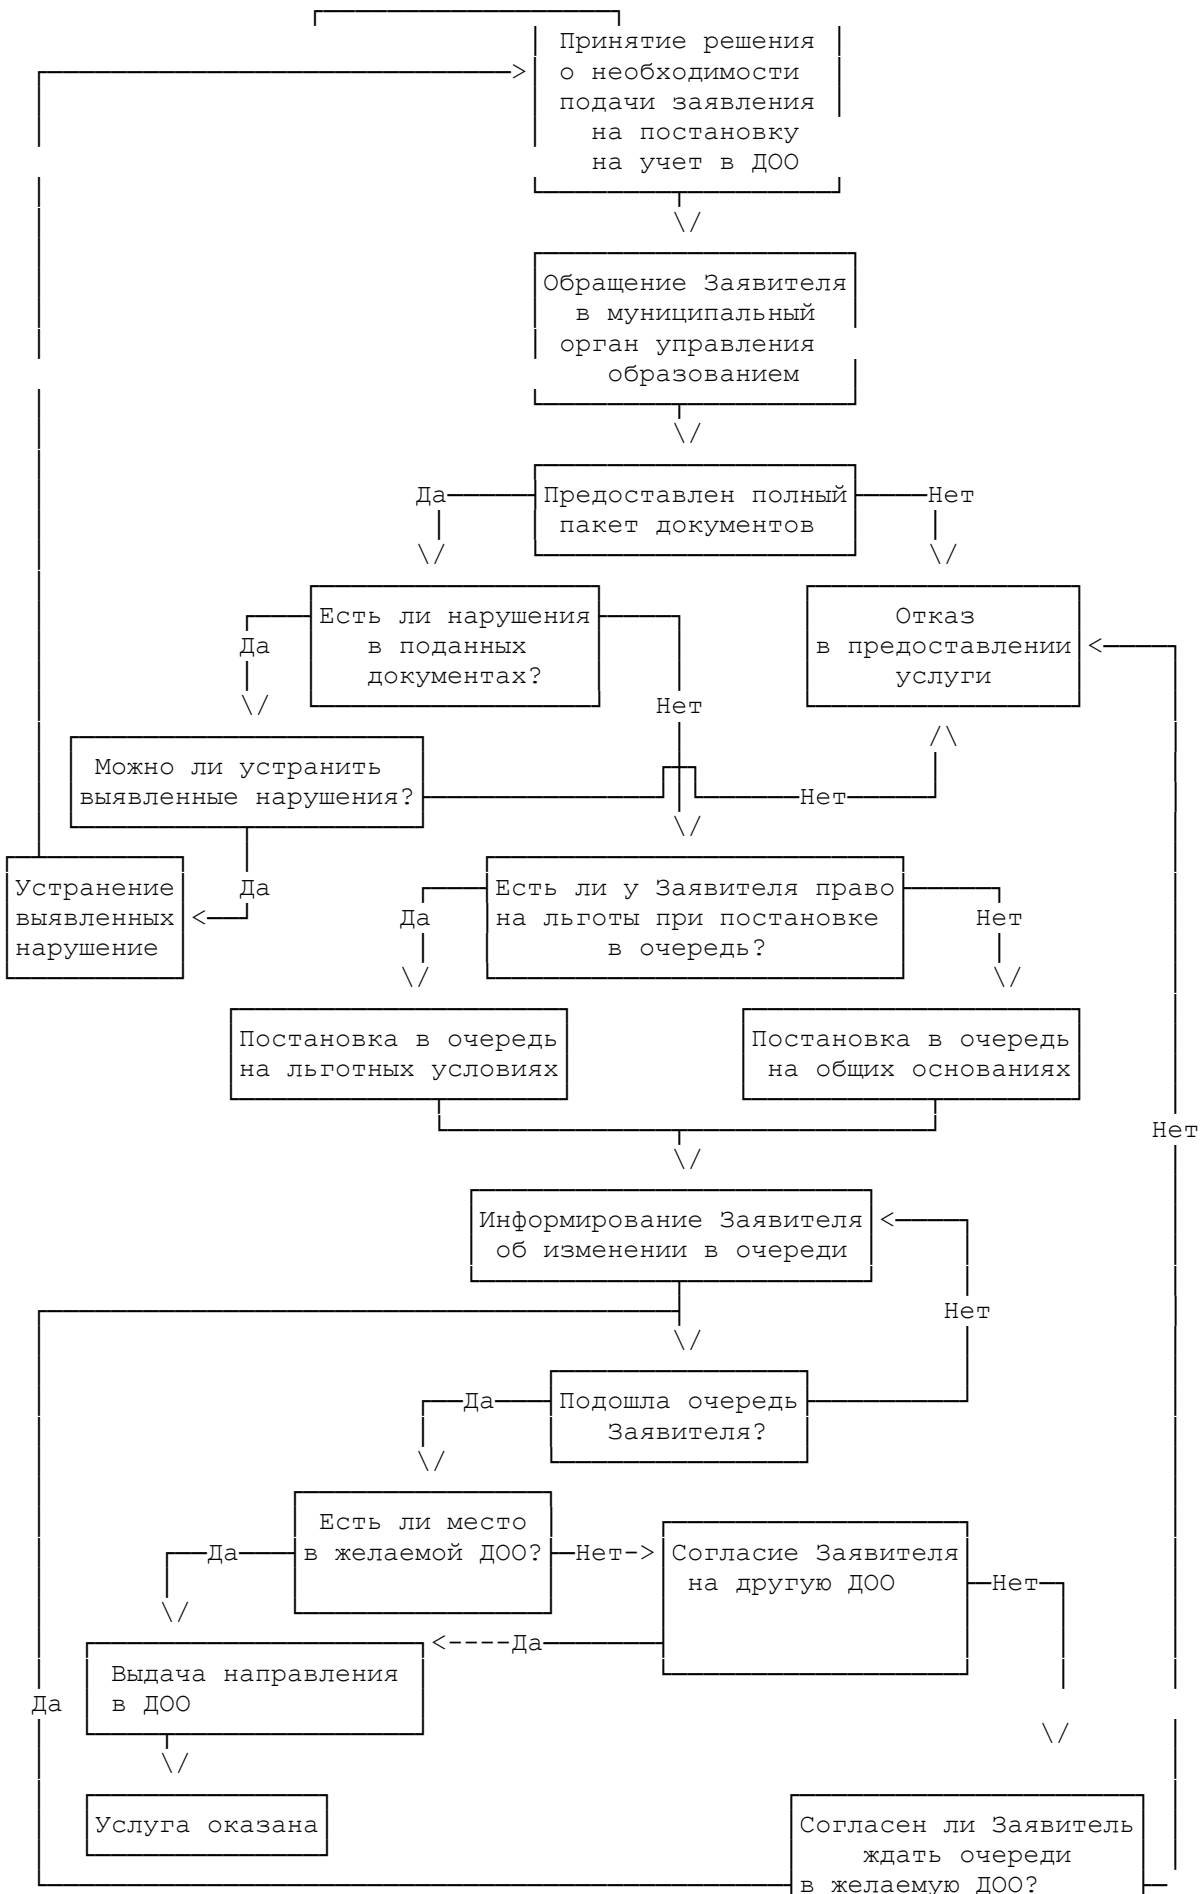 Принятие решения
о необходимости
подачи заявления
на постановку
на учет в ДОО
Обращение Заявителя
в муниципальный
орган управления
образованием
Да
Предоставлен полный
пакет документов
Нет
Есть ли нарушения
в поданных
документах?
Да
Нет
Отказ
в предоставлении
услуги
Можно ли устранить
выявленные нарушения?
Нет
Да
Устранение
выявленных
нарушение
Есть ли у Заявителя право
на льготы при постановке
в очередь?
Да
Нет
Постановка в очередь
на льготных условиях
Постановка в очередь
на общих основаниях
Нет
Информирование Заявителя
об изменении в очереди
Нет
Да
Подошла очередь
Заявителя?
Есть ли место
в желаемой ДОО?
Да
Нет
Согласие Заявителя
на другую ДОО
Нет
Да
Выдача направления
в ДОО
Да
Услуга оказана
Согласен ли Заявитель
ждать очереди
в желаемую ДОО?